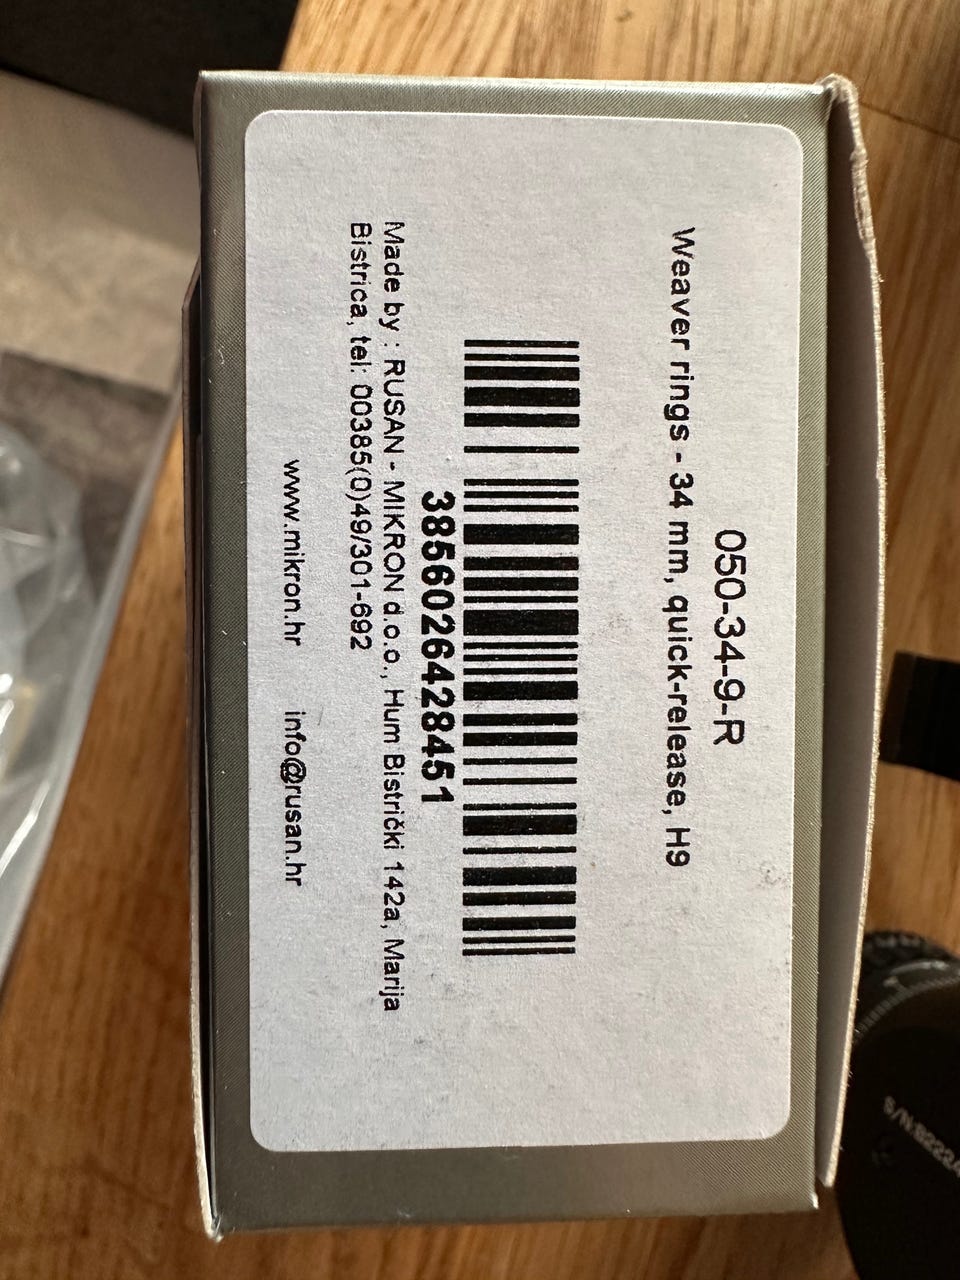 050-34-9-R
Weaver rings - 34 mm, quick-release, H9
3856026428451
Made by : RUSAN - MIKRON d.o.o., Hum Bistrički 142a, Marija
Bistrica, tel: 00385(0)49/301-692
www.mikron.hr info@rusan.hr